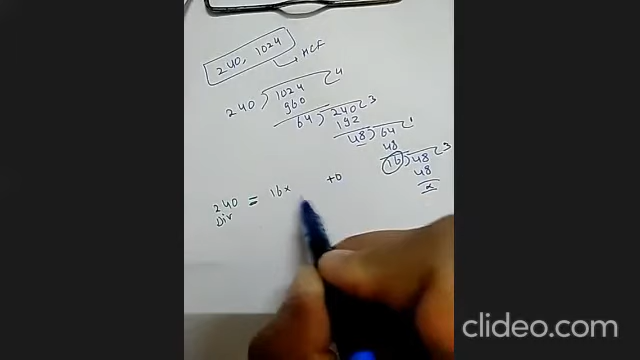 240, 1024
HCF
240 ) 1024 ( 4
960
64 ) 240 ( 3
192
48 ) 64 ( 1
48
16 ) 48 ( 3
48
x
240 = 16x +0
Div
clideo.com